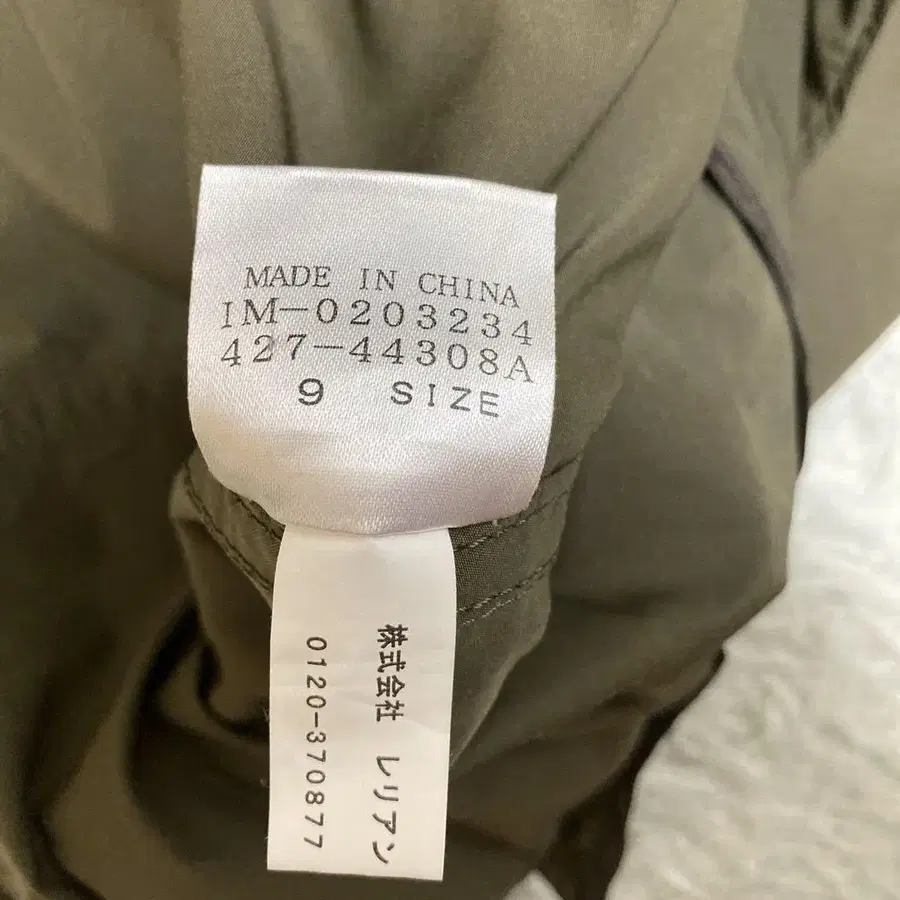 MADE IN CHINA
IM-0203234
427-44308A
9 SIZE
株式会社 レリアン
0120-370877